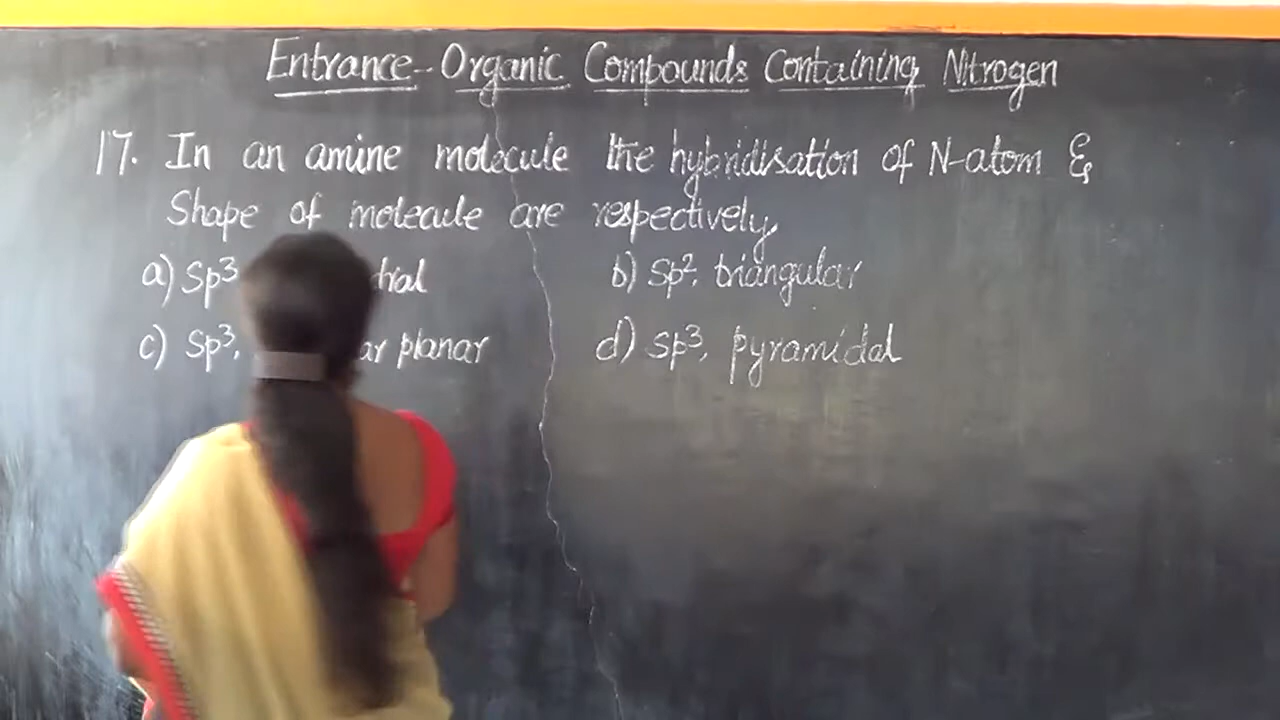 Entrance - Organic Compounds Containing Nitrogen
17. In an amine molecule the hybridisation of N-atom &
Shape of molecule are respectively,
a) Sp³ b) Sp², triangular
c) Sp³, planar d) Sp³, pyramidal